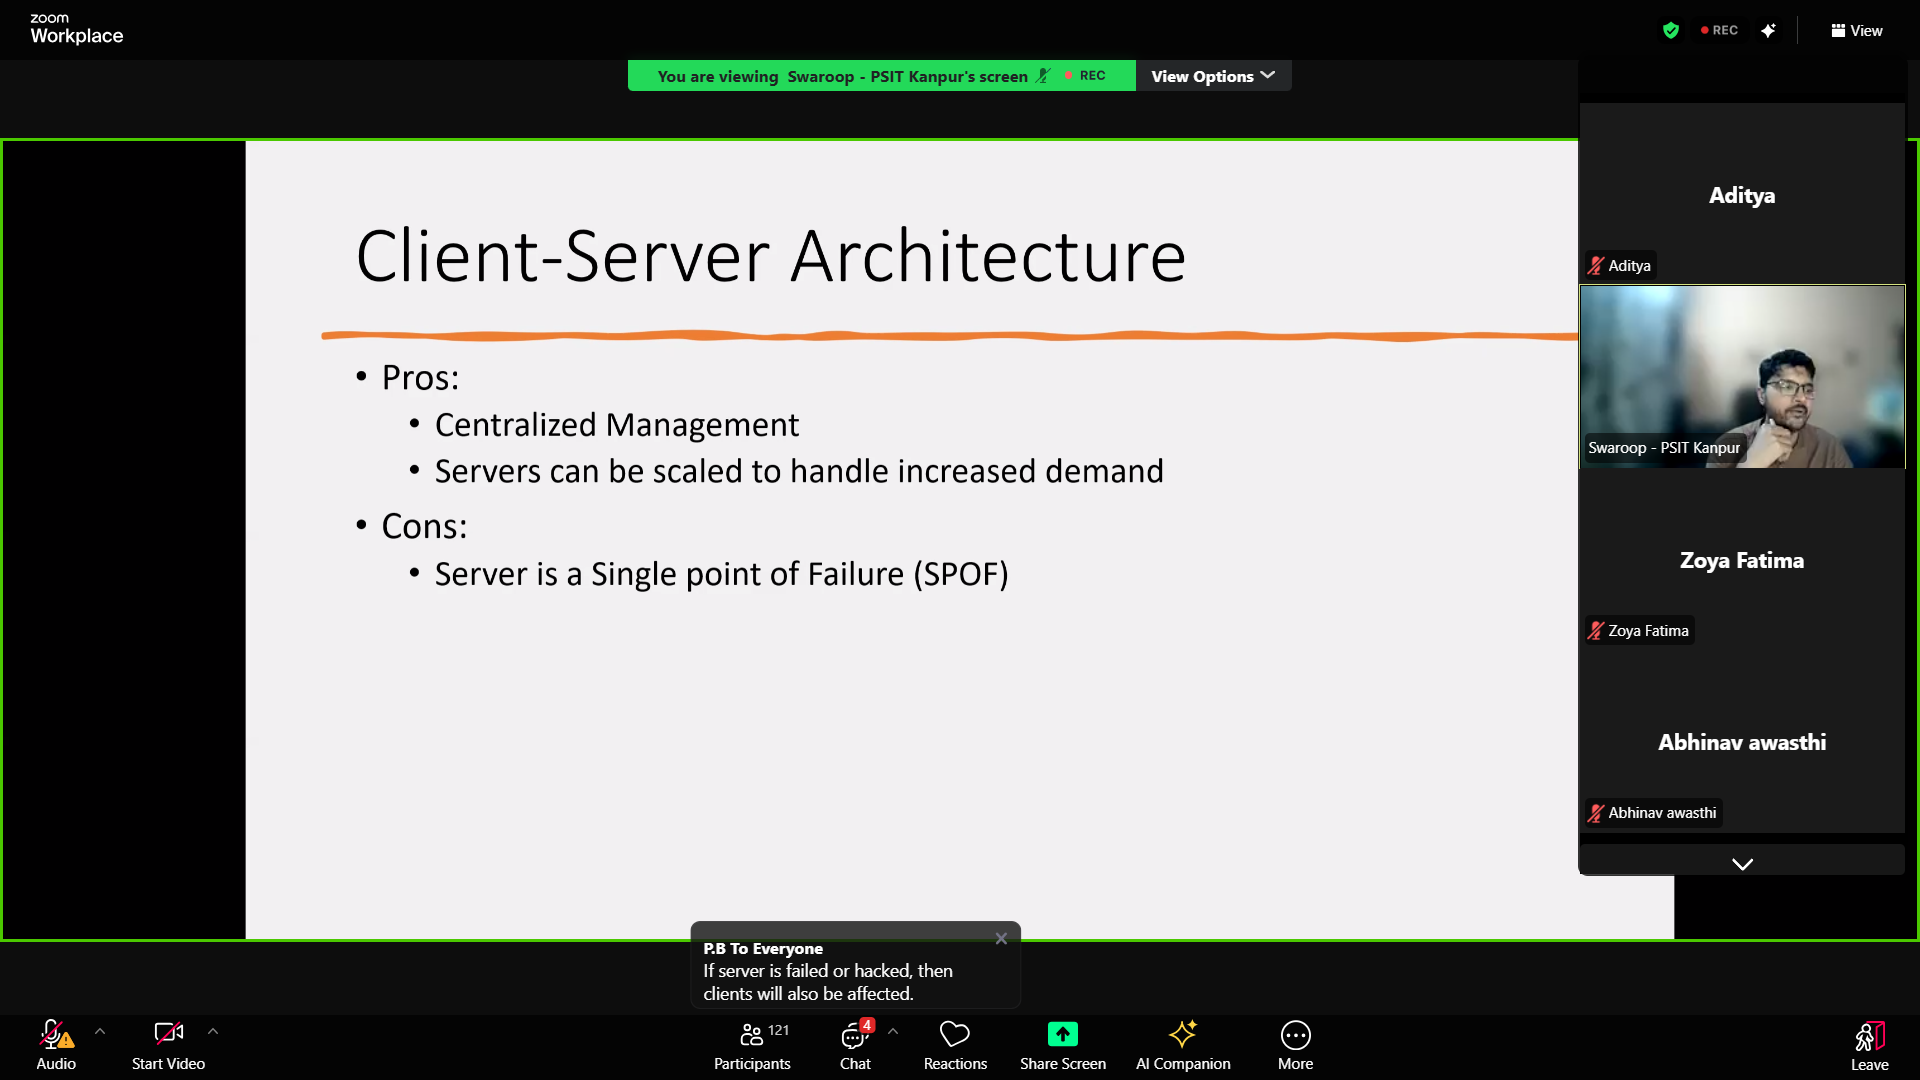 zoom
Workplace
REC
View
You are viewing Swaroop - PSIT Kanpur's screen REC
View Options
Client-Server Architecture
• Pros:
• Centralized Management
• Servers can be scaled to handle increased demand
• Cons:
• Server is a Single point of Failure (SPOF)
Aditya
Aditya
Swaroop - PSIT Kanpur
Zoya Fatima
Zoya Fatima
Abhinav awasthi
Abhinav awasthi
P.B To Everyone
If server is failed or hacked, then
clients will also be affected.
Audio
Start Video
121
Participants
4
Chat
Reactions
Share Screen
AI Companion
More
Leave